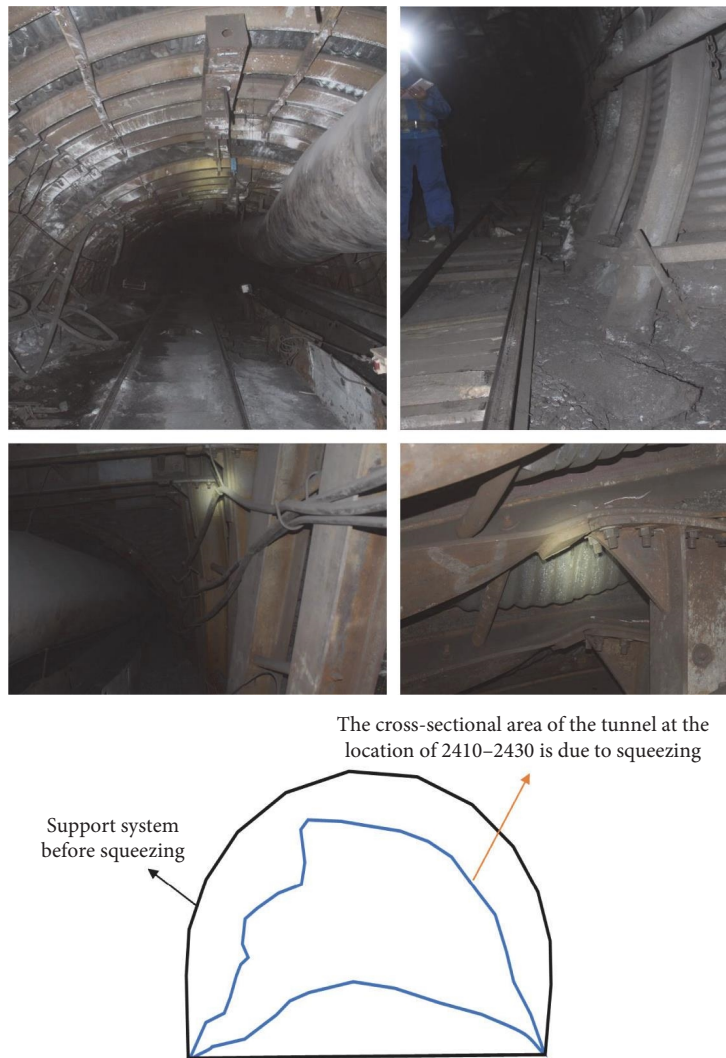 The cross-sectional area of the tunnel at the
location of 2410–2430 is due to squeezing
Support system
before squeezing